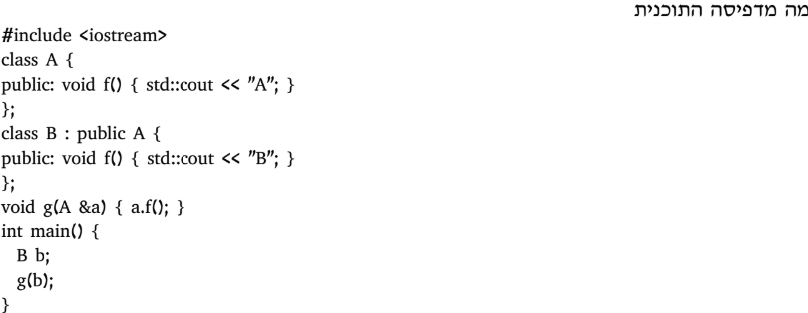 מה מדפיסה התוכנית
#include <iostream>
class A {
public: void f() { std::cout << "A"; }
};
class B : public A {
public: void f() { std::cout << "B"; }
};
void g(A &a) { a.f(); }
int main() {
  B b;
  g(b);
}